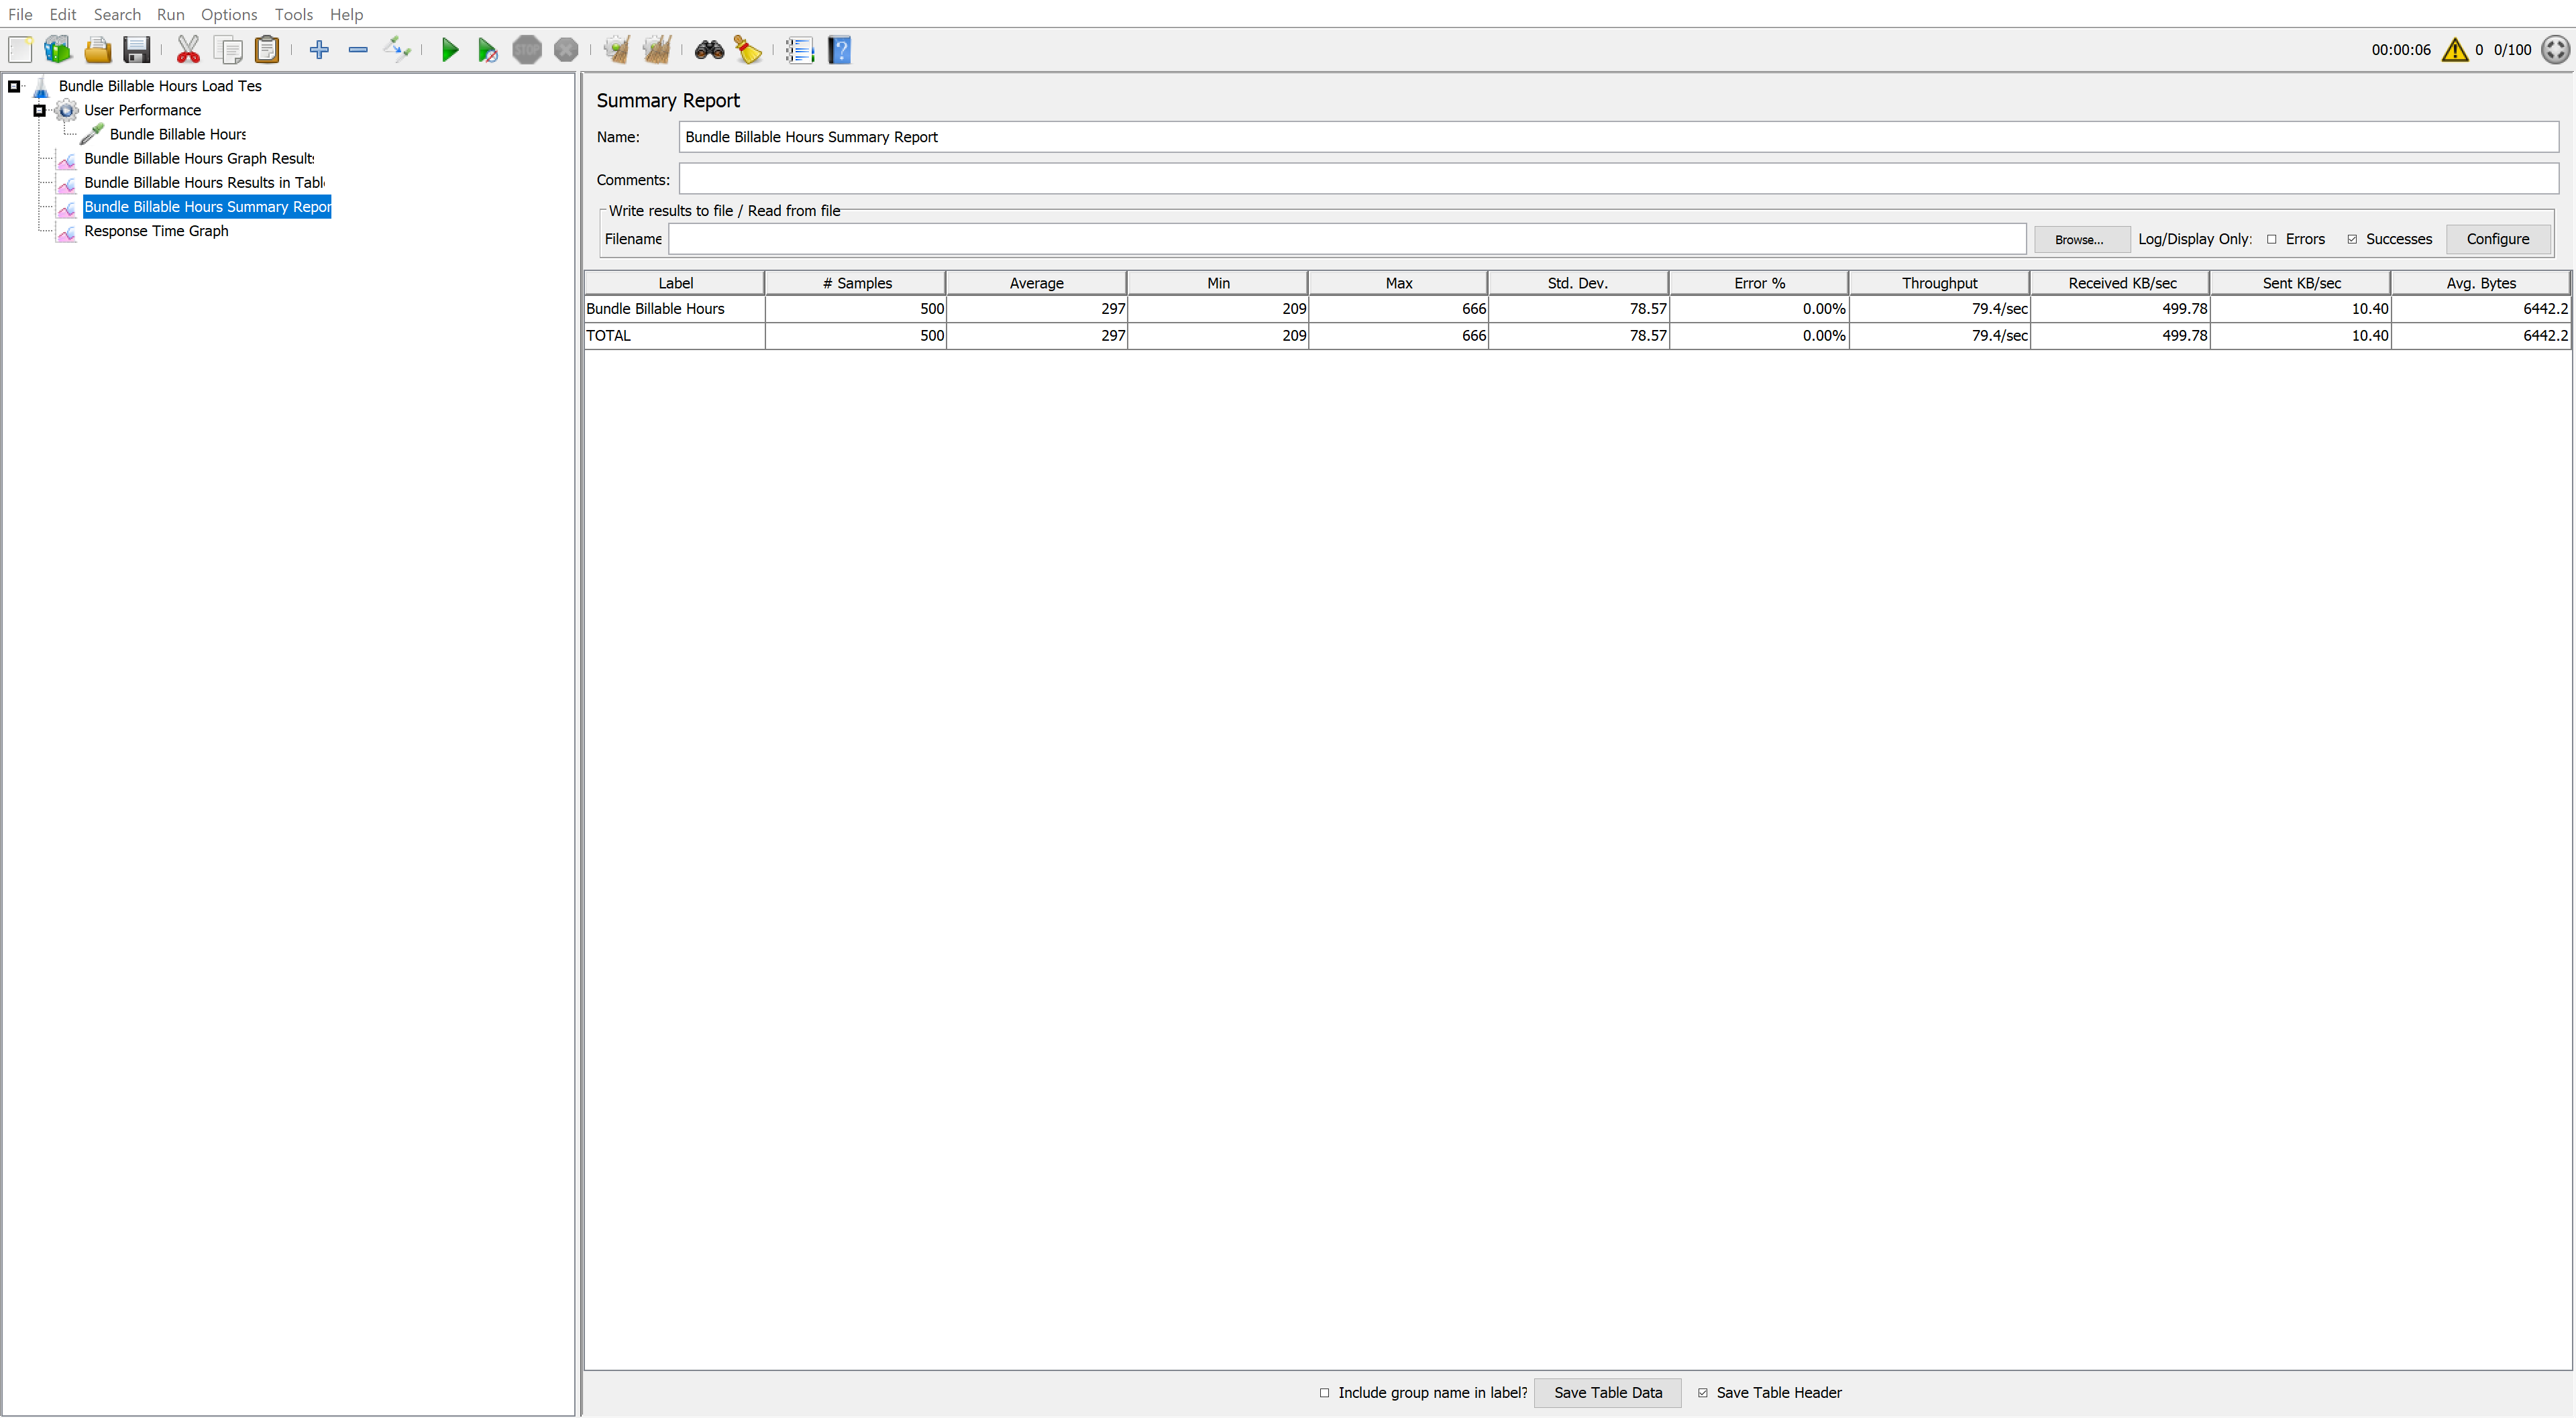 File Edit Search Run Options Tools Help
STOP
00:00:06 0 0/100
Bundle Billable Hours Load Tes
User Performance
Bundle Billable Hours
Bundle Billable Hours Graph Results
Bundle Billable Hours Results in Tabl
Bundle Billable Hours Summary Repor
Response Time Graph
Summary Report
Name: Bundle Billable Hours Summary Report
Comments:
Write results to file / Read from file
Filename Browse... Log/Display Only: Errors Successes Configure
Label # Samples Average Min Max Std. Dev. Error % Throughput Received KB/sec Sent KB/sec Avg. Bytes
Bundle Billable Hours 500 297 209 666 78.57 0.00% 79.4/sec 499.78 10.40 6442.2
TOTAL 500 297 209 666 78.57 0.00% 79.4/sec 499.78 10.40 6442.2
Include group name in label? Save Table Data Save Table Header